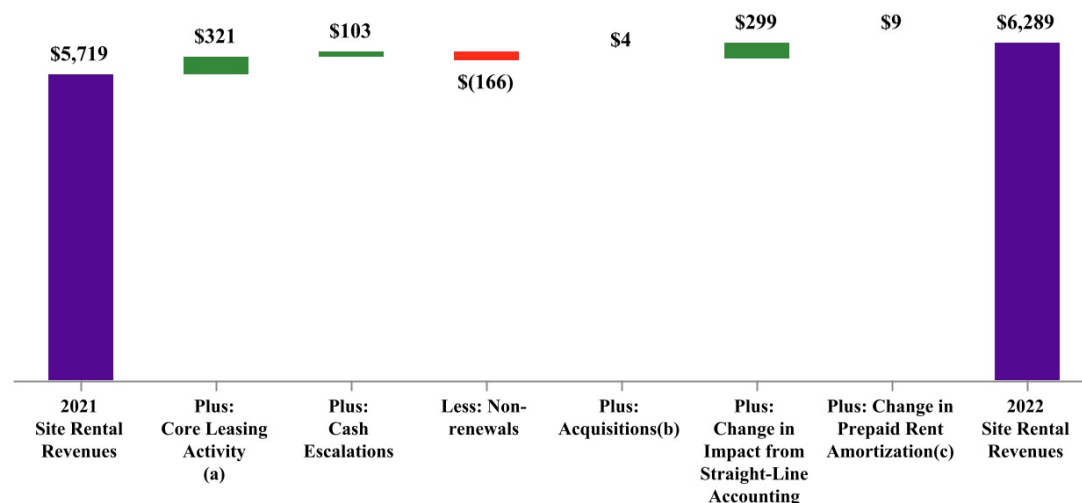 $5,719
$321
$103
$(166)
$4
$299
$9
$6,289
2021
Site Rental
Revenues
Plus:
Core Leasing
Activity
(a)
Plus:
Cash
Escalations
Less: Non-
renewals
Plus:
Acquisitions(b)
Plus:
Change in
Impact from
Straight-Line
Accounting
Plus: Change in
Prepaid Rent
Amortization(c)
2022
Site Rental
Revenues